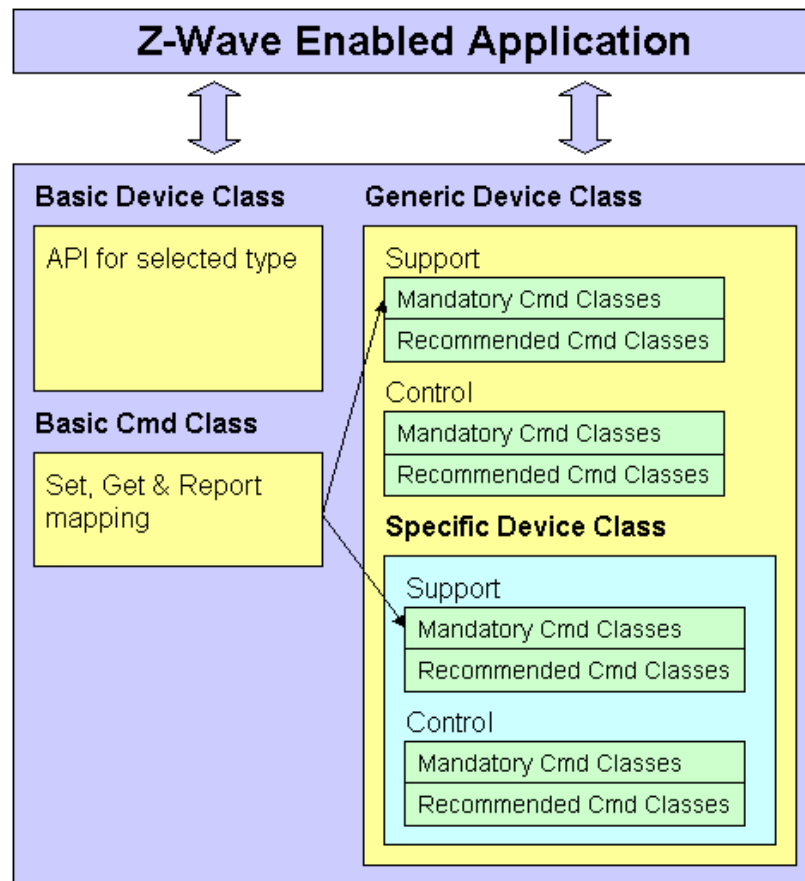 Z-Wave Enabled Application
Basic Device Class
API for selected type
Basic Cmd Class
Set, Get & Report
mapping
Generic Device Class
Support
Mandatory Cmd Classes
Recommended Cmd Classes
Control
Mandatory Cmd Classes
Recommended Cmd Classes
Specific Device Class
Support
Mandatory Cmd Classes
Recommended Cmd Classes
Control
Mandatory Cmd Classes
Recommended Cmd Classes